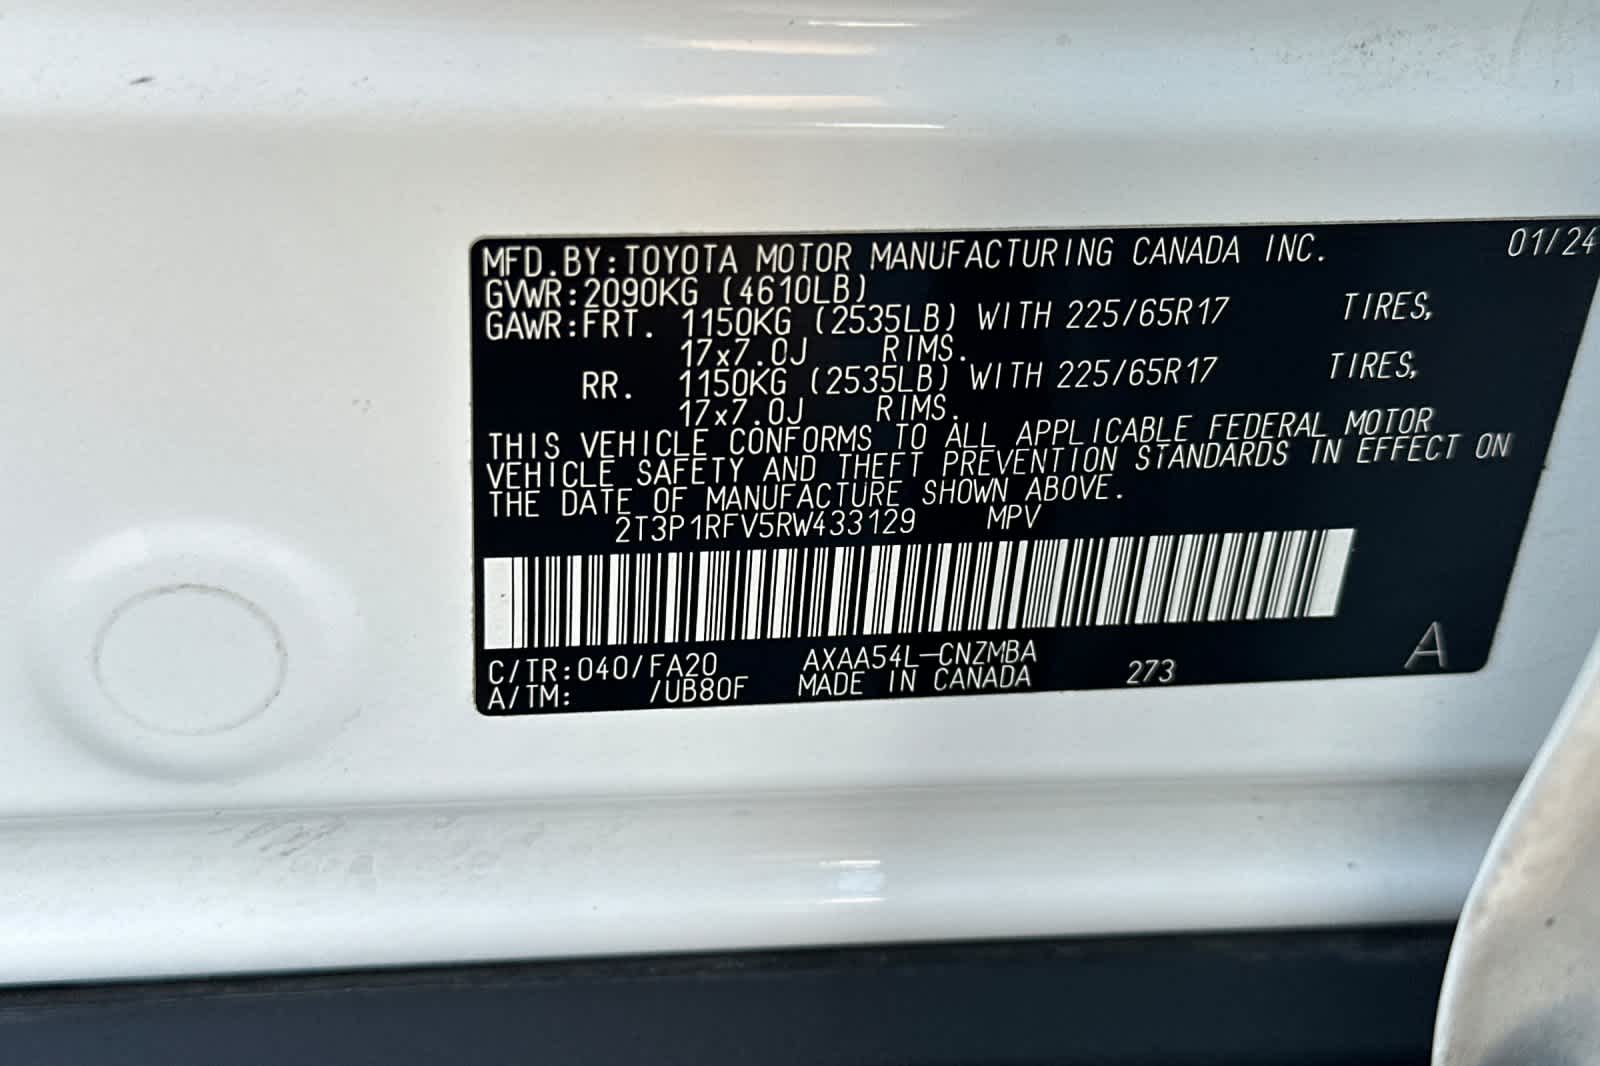 MFD.BY:TOYOTA MOTOR MANUFACTURING CANADA INC. 01/24
GVWR:2090KG (4610LB)
GAWR:FRT. 1150KG (2535LB) WITH 225/65R17 TIRES,
17x7.0J RIMS.
RR. 1150KG (2535LB) WITH 225/65R17 TIRES,
17x7.0J RIMS.
THIS VEHICLE CONFORMS TO ALL APPLICABLE FEDERAL MOTOR
VEHICLE SAFETY AND THEFT PREVENTION STANDARDS IN EFFECT ON
THE DATE OF MANUFACTURE SHOWN ABOVE.
2T3P1RFV5RW433129 MPV
C/TR:040/FA20 AXAA54L-CNZMBA
A/TM: /UB80F MADE IN CANADA 273 A